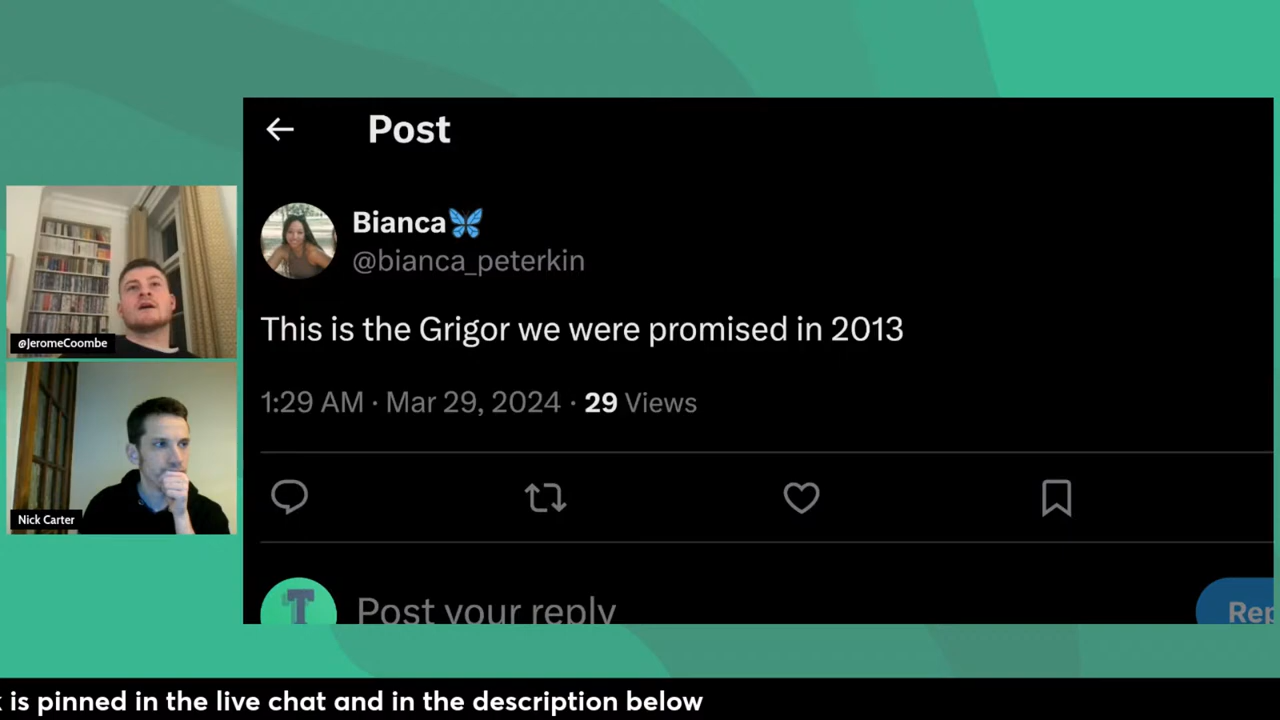 Post
Bianca🦋
@bianca_peterkin
This is the Grigor we were promised in 2013
1:29 AM · Mar 29, 2024 · 29 Views
@JeromeCoombe
Nick Carter
T
Post your reply
is pinned in the live chat and in the description below